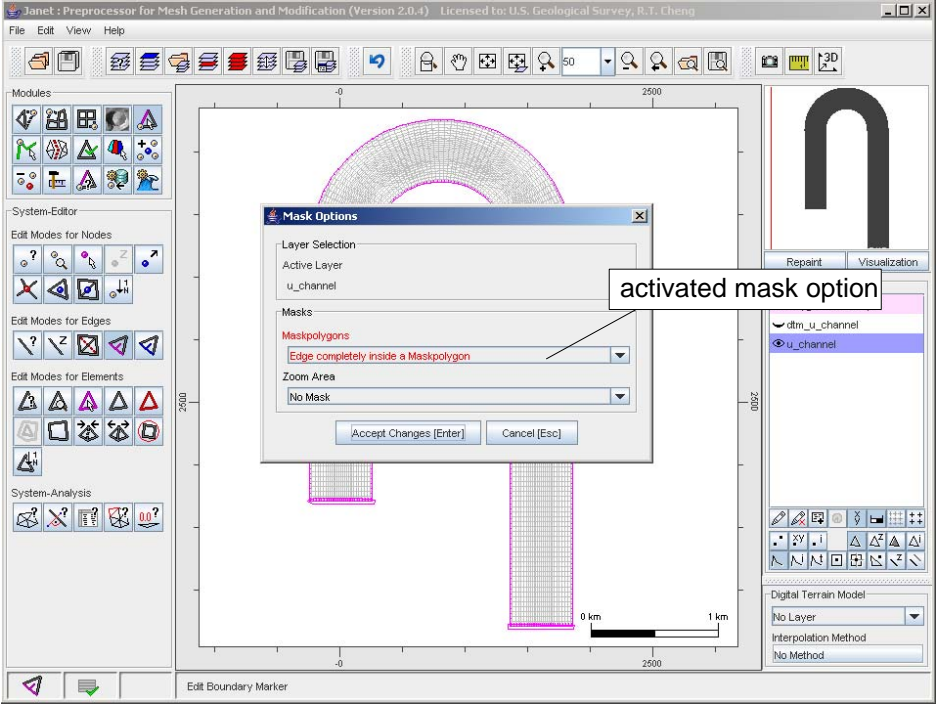 Janet : Preprocessor for Mesh Generation and Modification (Version 2.0.4) Licensed to: U.S. Geological Survey, R.T. Cheng
File Edit View Help
50
3D
Modules
System-Editor
Edit Modes for Nodes
Edit Modes for Edges
Edit Modes for Elements
System-Analysis
-0
2500
2500
2500
-0
2500
0 km
1 km
Mask Options
Layer Selection
Active Layer
u_channel
Masks
Maskpolygons
Edge completely inside a Maskpolygon
Zoom Area
No Mask
Accept Changes [Enter]
Cancel [Esc]
activated mask option
Repaint
Visualization
dtm_u_channel
u_channel
Digital Terrain Model
No Layer
Interpolation Method
No Method
Edit Boundary Marker